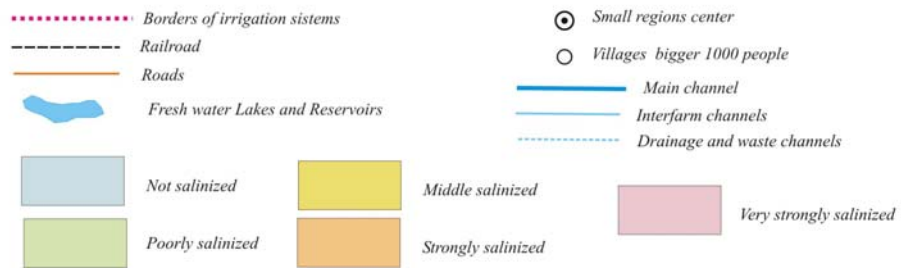 Borders of irrigation sistems
Railroad
Roads
Fresh water Lakes and Reservoirs
Small regions center
Villages bigger 1000 people
Main channel
Interfarm channels
Drainage and waste channels
Not salinized
Poorly salinized
Middle salinized
Strongly salinized
Very strongly salinized